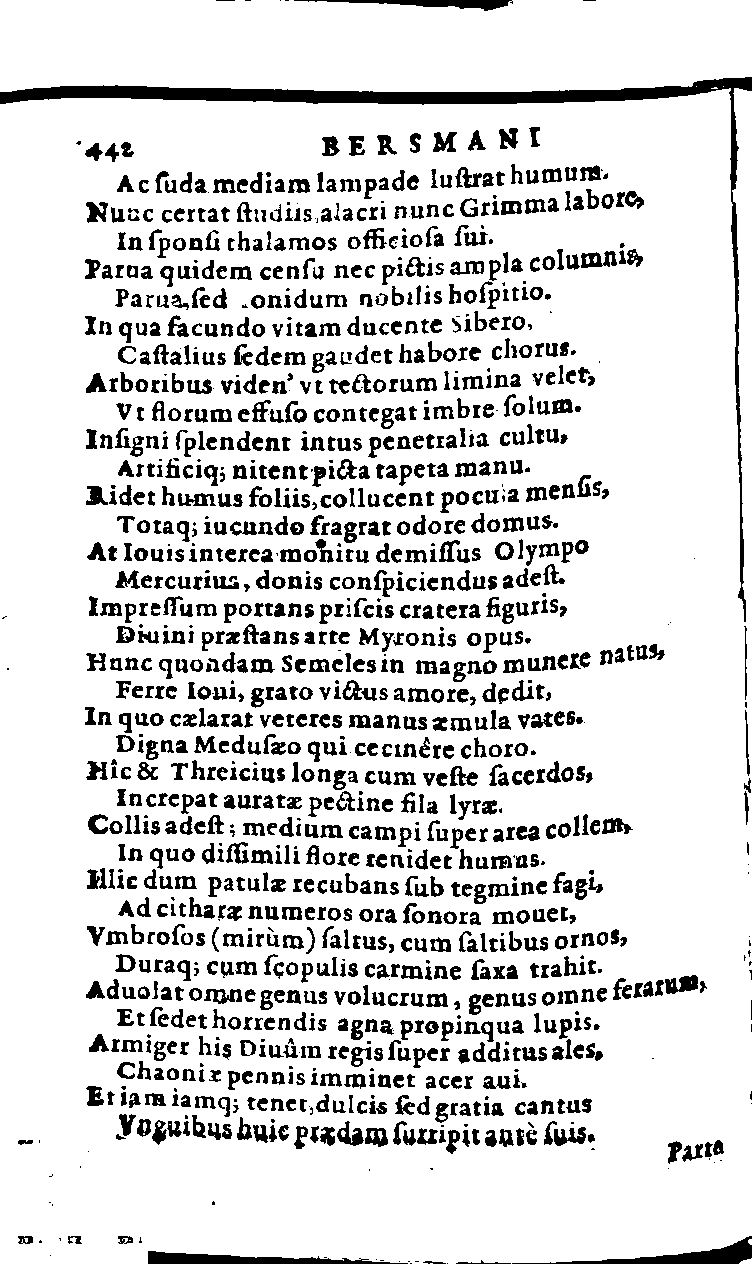 442 BERSMANI
Ac ſuda mediam lampade luſtrat humum.
Nunc certat ſtudiis, alacri nunc Grimma labore,
In ſponſi thalamos officioſa ſui.
Parua quidem cenſu nec pictis ampla columnis,
Parua, ſed onidum nobilis hoſpitio.
In qua facundo vitam ducente Sibero,
Caſtalius ſedem gaudet habere chorus.
Arboribus viden' vt tectorum limina velet,
Vt florum effuſo contegat imbre ſolum.
Inſigni ſplendent intus penetralia cultu,
Artificiq; nitent picta tapeta manu.
Ridet humus foliis, collucent pocula menſis,
Totaq; iucundo fragrat odore domus.
At Iouis interea monitu demiſſus Olympo
Mercurius, donis conſpiciendus adeſt.
Impreſſum portans priſcis cratera figuris,
Diuini præſtans arte Myronis opus.
Hunc quondam Semeles in magno munere natus,
Ferre Ioui, grato victus amore, dedit,
In quo cælarat veteres manus æmula vates.
Digna Meduſæo qui cecinêre choro.
Hîc & Threicius longa cum veſte ſacerdos,
Increpat auratæ pectine fila lyræ.
Collis adeſt; medium campi ſuper area collem,
In quo diſſimili flore renidet humus.
Illic dum patulæ recubans ſub tegmine fagi,
Ad citharæ numeros ora ſonora mouet,
Vmbroſos (mirùm) ſaltus, cum ſaltibus ornos,
Duraq; cum ſcopulis carmine ſaxa trahit.
Aduolat omne genus volucrum, genus omne ferarum,
Et ſedet horrendis agna propinqua lupis.
Armiger his Diuûm regis ſuper additus ales,
Chaoniæ pennis imminet acer aui.
Et iam iamq; tenet, dulcis ſed gratia cantus
Vnguibus huic prædam ſurripit antè ſuis.
Parta